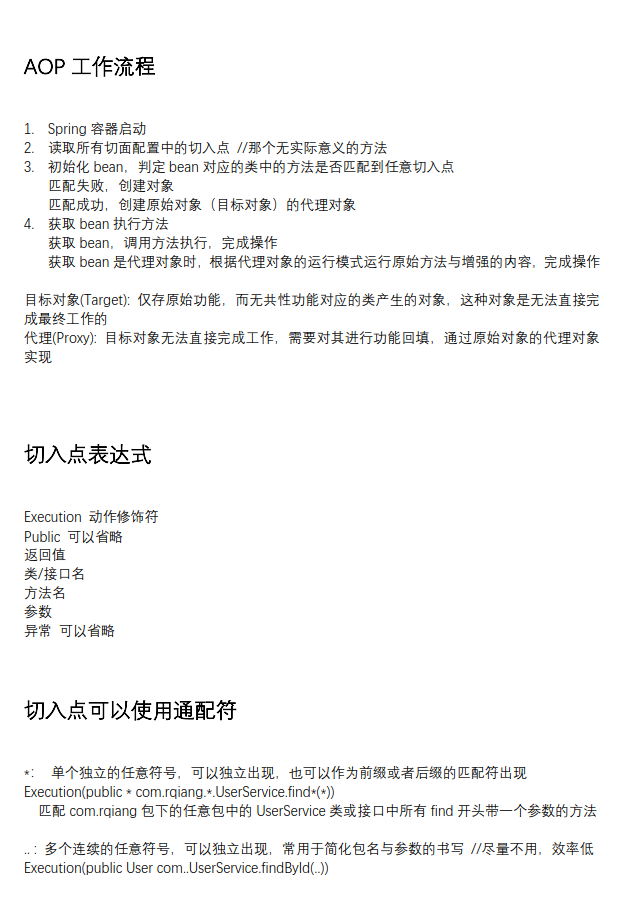 AOP 工作流程
1. Spring 容器启动
2. 读取所有切面配置中的切入点 //那个无实际意义的方法
3. 初始化 bean，判定 bean 对应的类中的方法是否匹配到任意切入点
匹配失败，创建对象
匹配成功，创建原始对象（目标对象）的代理对象
4. 获取 bean 执行方法
获取 bean，调用方法执行，完成操作
获取 bean 是代理对象时，根据代理对象的运行模式运行原始方法与增强的内容，完成操作
目标对象(Target): 仅存原始功能，而无共性功能对应的类产生的对象，这种对象是无法直接完
成最终工作的
代理(Proxy): 目标对象无法直接完成工作，需要对其进行功能回填，通过原始对象的代理对象
实现
切入点表达式
Execution 动作修饰符
Public 可以省略
返回值
类/接口名
方法名
参数
异常 可以省略
切入点可以使用通配符
*： 单个独立的任意符号，可以独立出现，也可以作为前缀或者后缀的匹配符出现
Execution(public * com.rqiang.*.UserService.find*(*))
匹配 com.rqiang 包下的任意包中的 UserService 类或接口中所有 find 开头带一个参数的方法
..：多个连续的任意符号，可以独立出现，常用于简化包名与参数的书写 //尽量不用，效率低
Execution(public User com..UserService.findById(..))